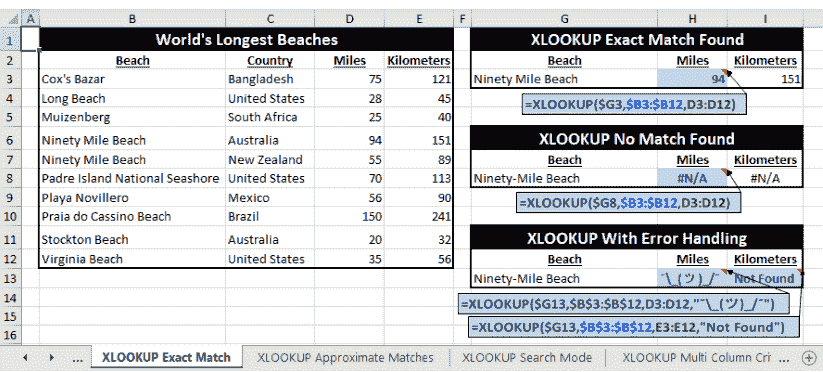 A B C D E F G H I
1 World's Longest Beaches XLOOKUP Exact Match Found
2 Beach Country Miles Kilometers Beach Miles Kilometers
3 Cox's Bazar Bangladesh 75 121 Ninety Mile Beach 94 151
4 Long Beach United States 28 45 =XLOOKUP($G3,$B3:$B12,D3:D12)
5 Muizenberg South Africa 25 40
6 Ninety Mile Beach Australia 94 151 XLOOKUP No Match Found
7 Ninety Mile Beach New Zealand 55 89 Beach Miles Kilometers
8 Padre Island National Seashore United States 70 113 Ninety-Mile Beach #N/A #N/A
9 Playa Novillero Mexico 56 90 =XLOOKUP($G8,$B3:$B12,D3:D12)
10 Praia do Cassino Beach Brazil 150 241
11 Stockton Beach Australia 20 32 XLOOKUP With Error Handling
12 Virginia Beach United States 35 56 Beach Miles Kilometers
13 Ninety-Mile Beach ¯\_(ツ)_/¯ Not Found
14 =XLOOKUP($G13,$B$3:$B$12,D3:D12,"¯\_(ツ)_/¯")
15 =XLOOKUP($G13,$B$3:$B$12,E3:E12,"Not Found")
16
... XLOOKUP Exact Match XLOOKUP Approximate Matches XLOOKUP Search Mode XLOOKUP Multi Column Cri ...